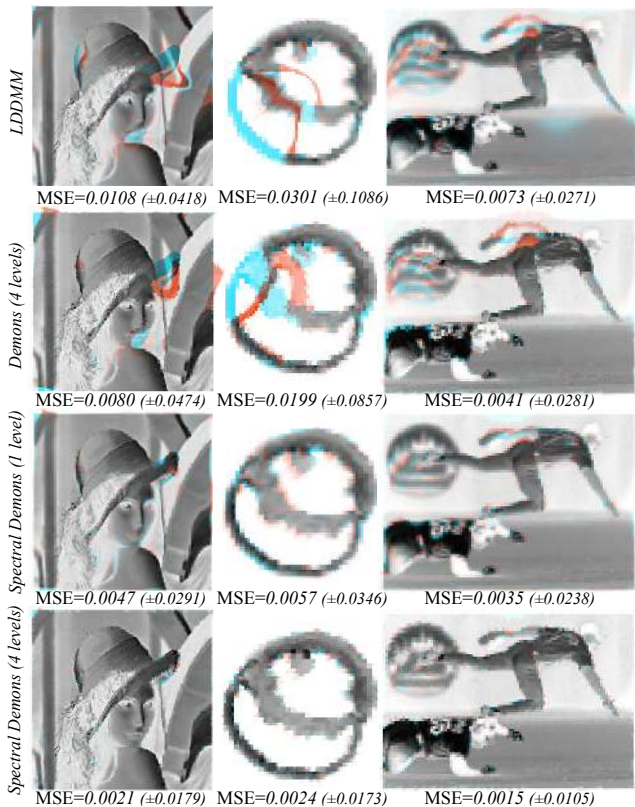 LDDMM
MSE=0.0108 (±0.0418) MSE=0.0301 (±0.1086) MSE=0.0073 (±0.0271)
Demons (4 levels)
MSE=0.0080 (±0.0474) MSE=0.0199 (±0.0857) MSE=0.0041 (±0.0281)
Spectral Demons (1 level)
MSE=0.0047 (±0.0291) MSE=0.0057 (±0.0346) MSE=0.0035 (±0.0238)
Spectral Demons (4 levels)
MSE=0.0021 (±0.0179) MSE=0.0024 (±0.0173) MSE=0.0015 (±0.0105)